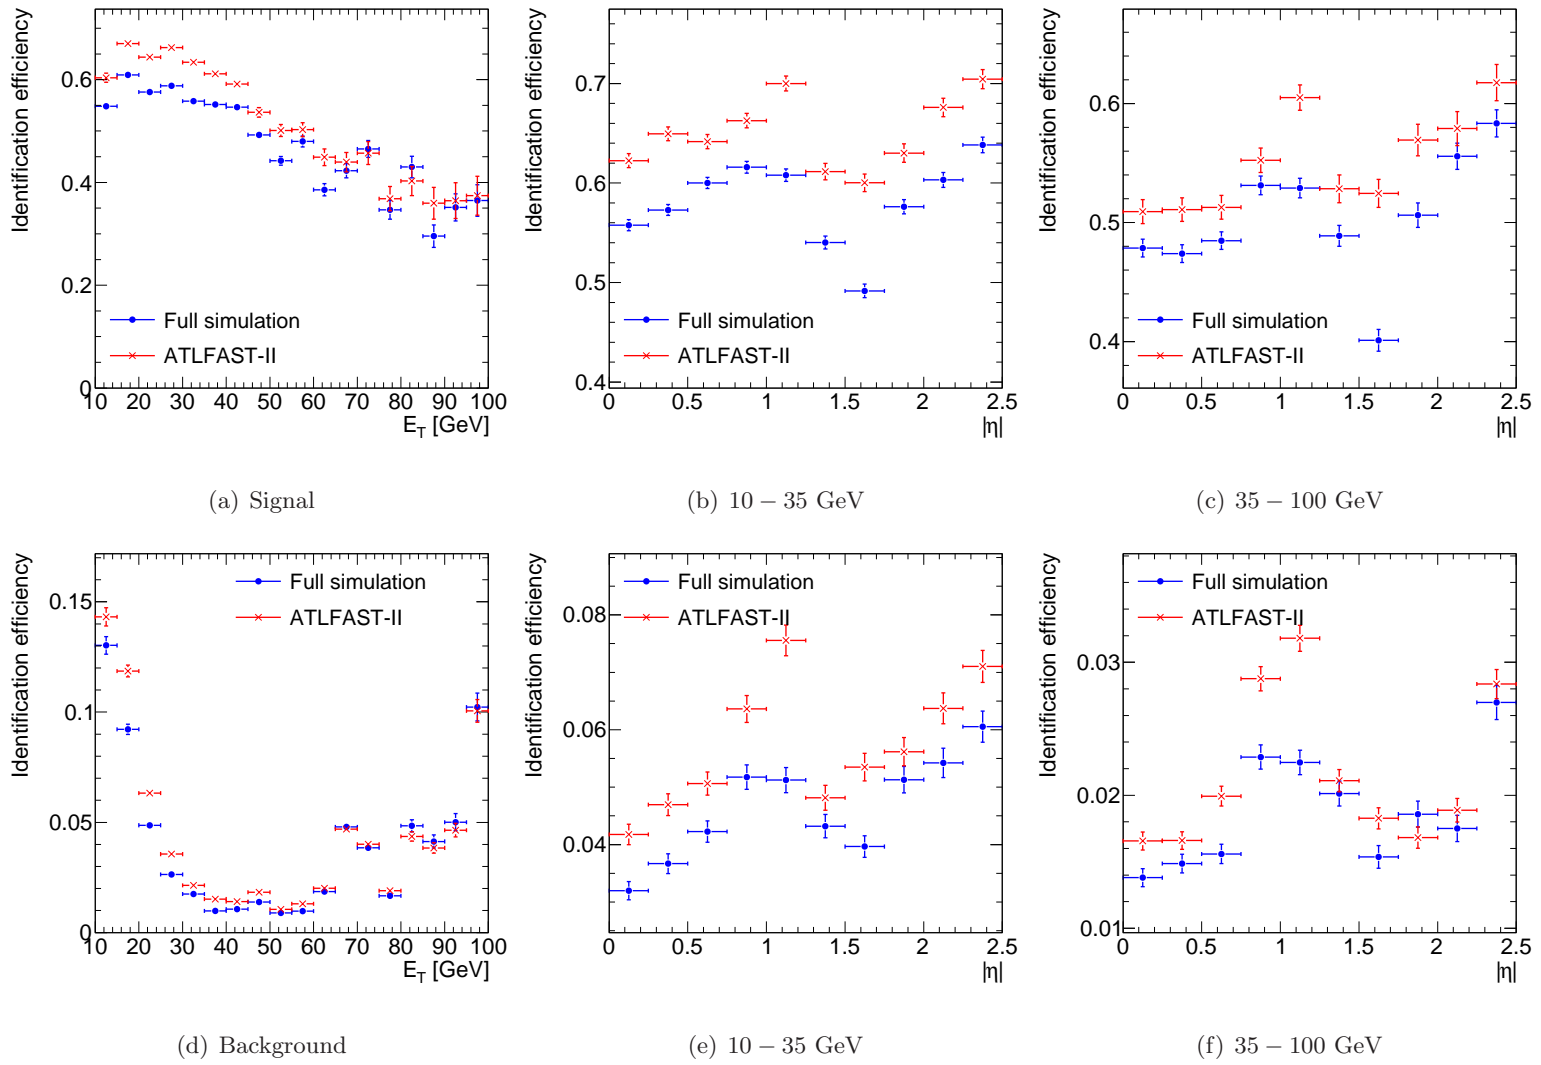 Identification efficiency
0.6
0.4
0.2
0
Full simulation
ATLFAST-II
10 20 30 40 50 60 70 80 90 100
E_T [GeV]
(a) Signal
Identification efficiency
0.7
0.6
0.5
0.4
Full simulation
ATLFAST-II
0 0.5 1 1.5 2 2.5
|η|
(b) 10 − 35 GeV
Identification efficiency
0.6
0.5
0.4
Full simulation
ATLFAST-II
0 0.5 1 1.5 2 2.5
|η|
(c) 35 − 100 GeV
Identification efficiency
Full simulation
ATLFAST-II
0.15
0.1
0.05
0
10 20 30 40 50 60 70 80 90 100
E_T [GeV]
(d) Background
Identification efficiency
Full simulation
ATLFAST-II
0.08
0.06
0.04
0 0.5 1 1.5 2 2.5
|η|
(e) 10 − 35 GeV
Identification efficiency
Full simulation
ATLFAST-II
0.03
0.02
0.01
0 0.5 1 1.5 2 2.5
|η|
(f) 35 − 100 GeV